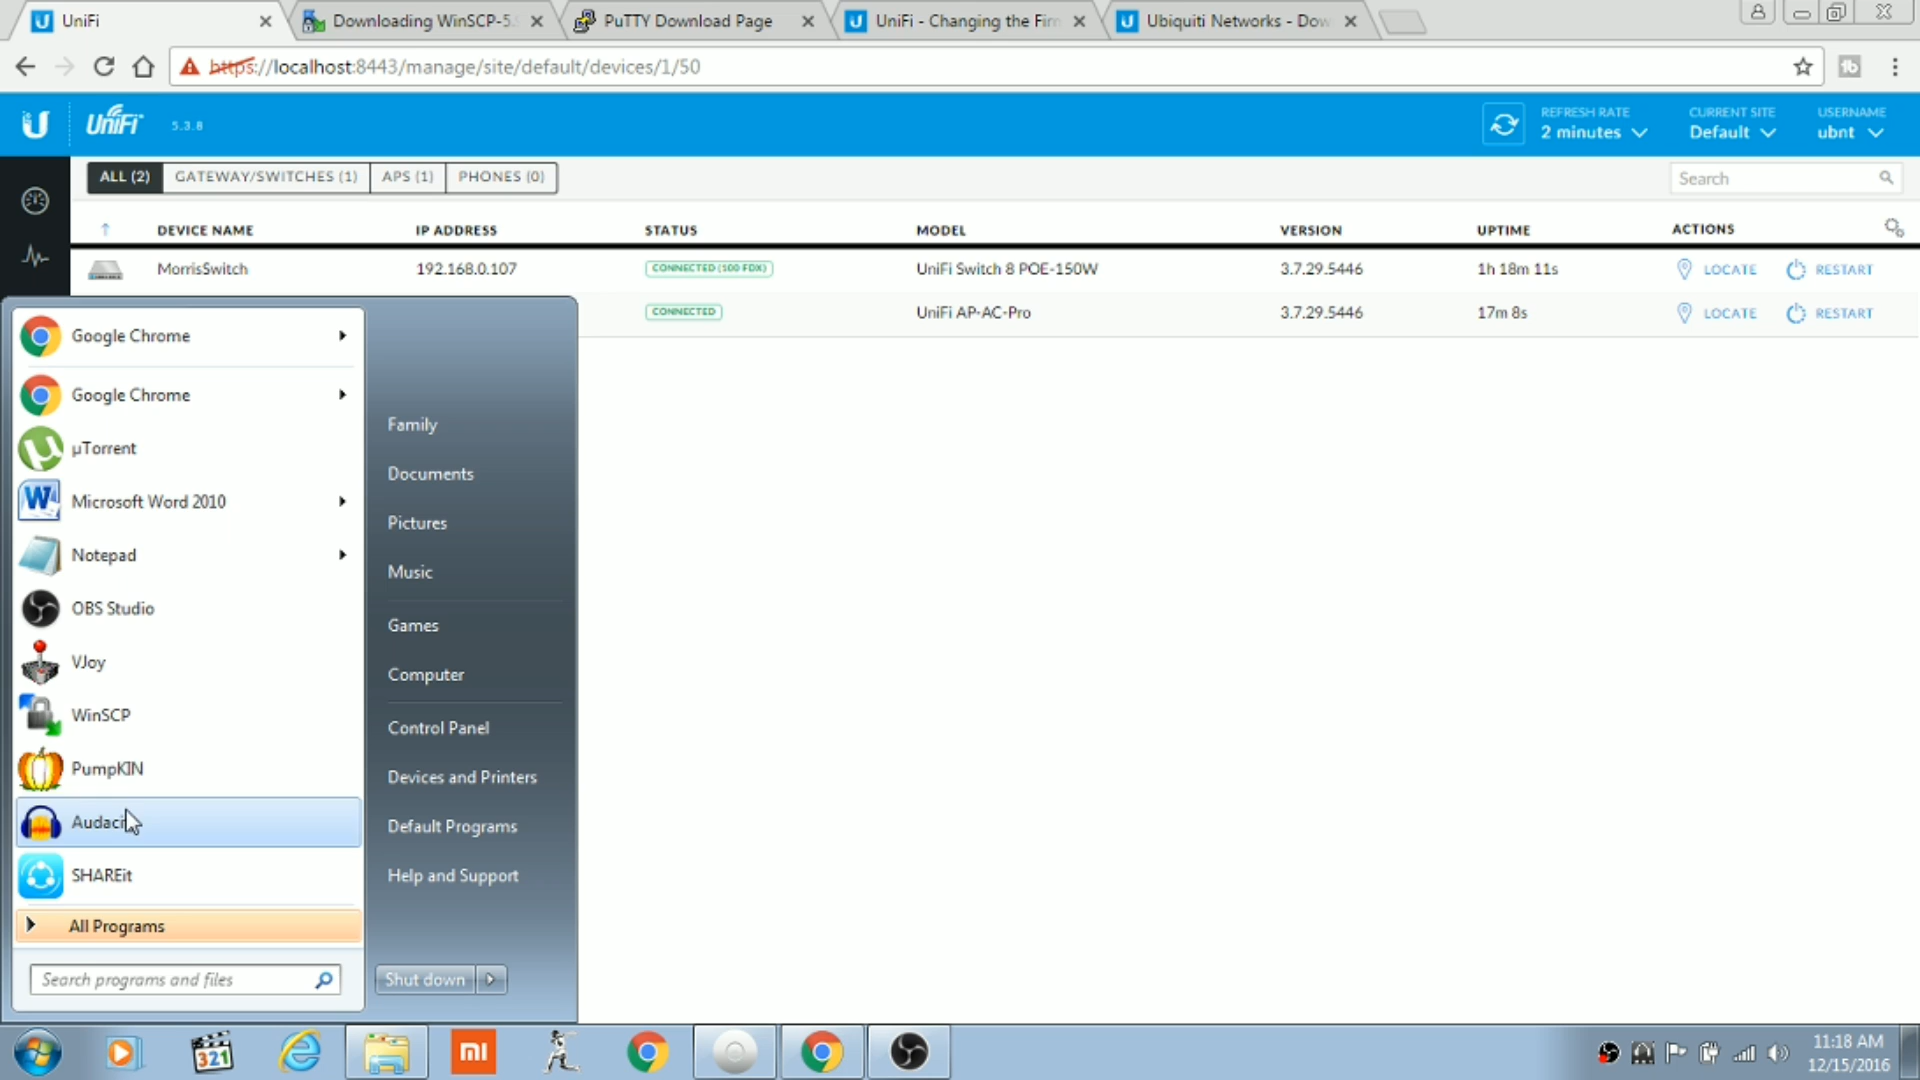 UniFi
Downloading WinSCP-5.
PuTTY Download Page
UniFi - Changing the Firm
Ubiquiti Networks - Dow
https://localhost:8443/manage/site/default/devices/1/50
UniFi 5.3.8
REFRESH RATE
2 minutes
CURRENT SITE
Default
USERNAME
ubnt
ALL (2)
GATEWAY/SWITCHES (1)
APS (1)
PHONES (0)
Search
DEVICE NAME
IP ADDRESS
STATUS
MODEL
VERSION
UPTIME
ACTIONS
MorrisSwitch
192.168.0.107
CONNECTED (100 FDX)
UniFi Switch 8 POE-150W
3.7.29.5446
1h 18m 11s
LOCATE
RESTART
CONNECTED
UniFi AP-AC-Pro
3.7.29.5446
17m 8s
LOCATE
RESTART
Google Chrome
Google Chrome
µTorrent
Microsoft Word 2010
Notepad
OBS Studio
VJoy
WinSCP
PumpKIN
Audaci
SHAREit
All Programs
Search programs and files
Family
Documents
Pictures
Music
Games
Computer
Control Panel
Devices and Printers
Default Programs
Help and Support
Shut down
321
mi
11:18 AM
12/15/2016